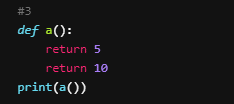 #3
def a():
    return 5
    return 10
print(a())